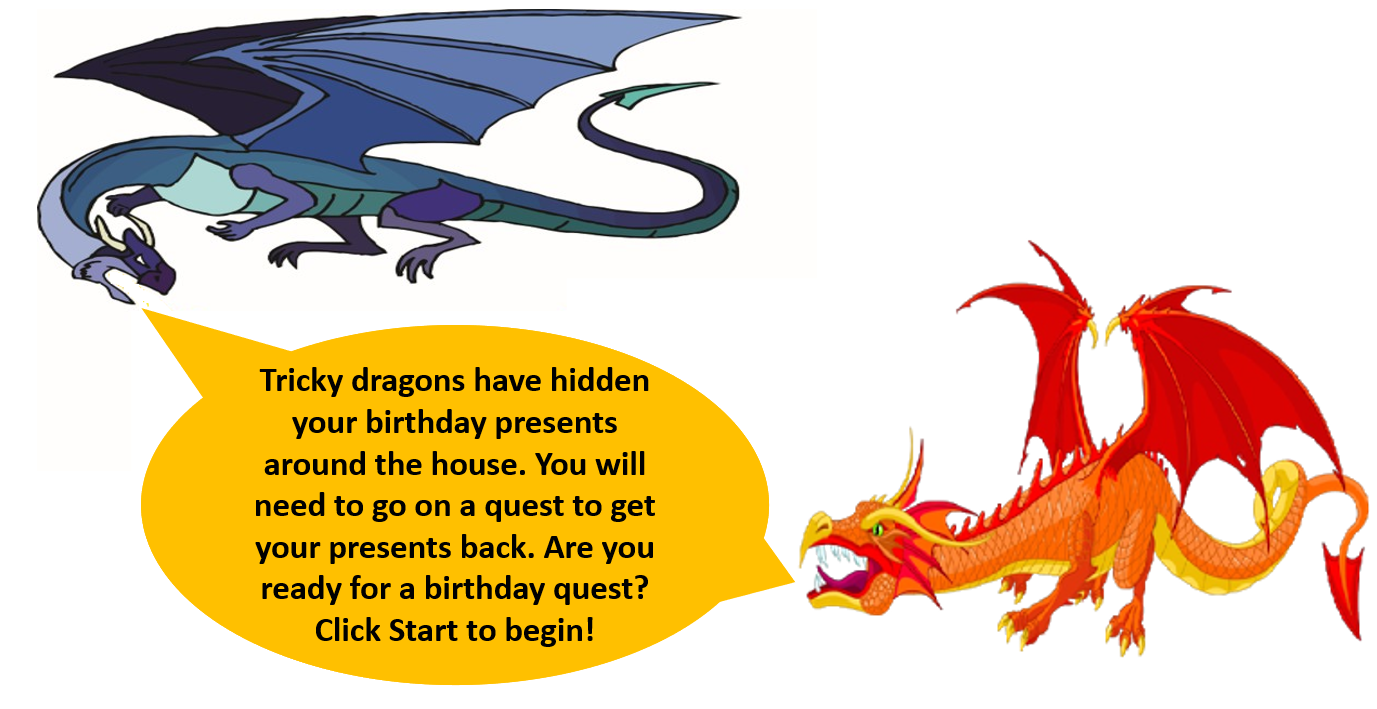 Tricky dragons have hidden
your birthday presents
around the house. You will
need to go on a quest to get
your presents back. Are you
ready for a birthday quest?
Click Start to begin!